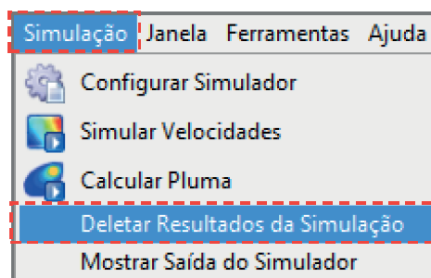 Simulação Janela Ferramentas Ajuda
Configurar Simulador
Simular Velocidades
Calcular Pluma
Deletar Resultados da Simulação
Mostrar Saída do Simulador